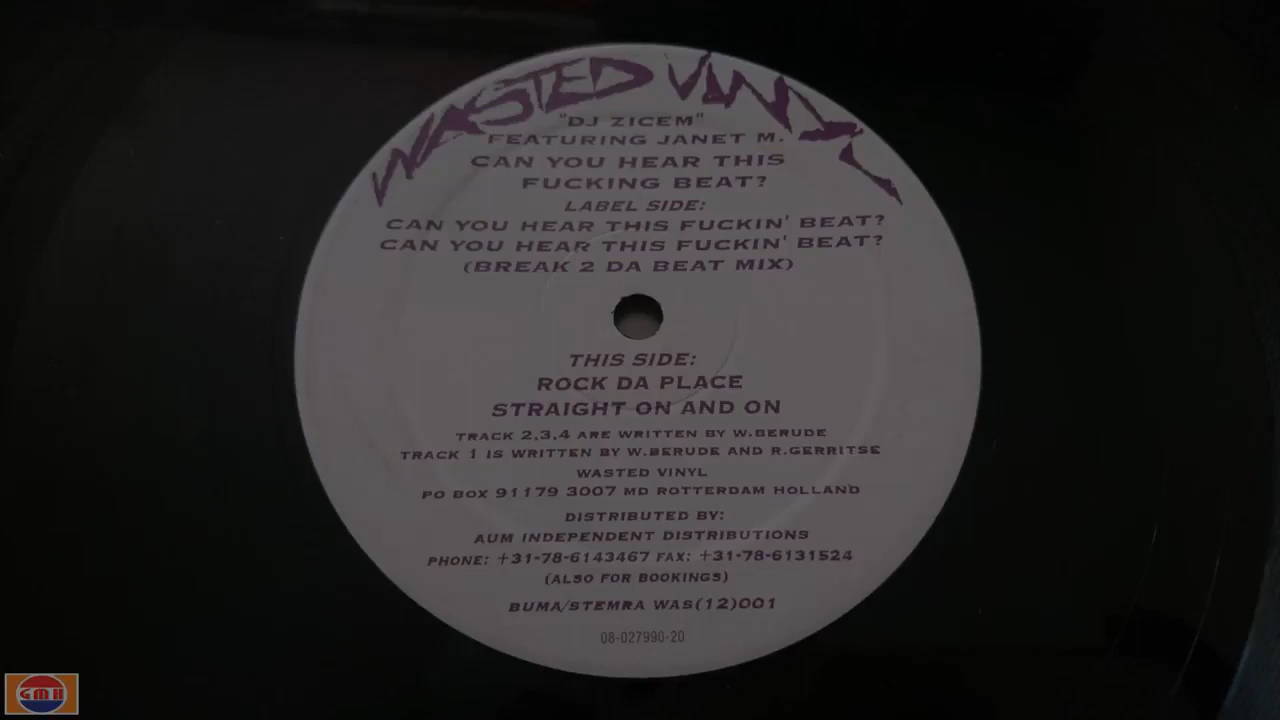 WASTED VINYL
"DJ ZICEM"
FEATURING JANET M.
CAN YOU HEAR THIS
FUCKING BEAT?
LABEL SIDE:
CAN YOU HEAR THIS FUCKIN' BEAT?
CAN YOU HEAR THIS FUCKIN' BEAT?
(BREAK 2 DA BEAT MIX)
THIS SIDE:
ROCK DA PLACE
STRAIGHT ON AND ON
TRACK 2,3,4 ARE WRITTEN BY W.BERUDE
TRACK 1 IS WRITTEN BY W.BERUDE AND R.GERRITSE
WASTED VINYL
PO BOX 91179 3007 MD ROTTERDAM HOLLAND
DISTRIBUTED BY:
AUM INDEPENDENT DISTRIBUTIONS
PHONE: +31-78-6143467 FAX: +31-78-6131524
(ALSO FOR BOOKINGS)
BUMA/STEMRA WAS(12)001
08-027990-20
GMH